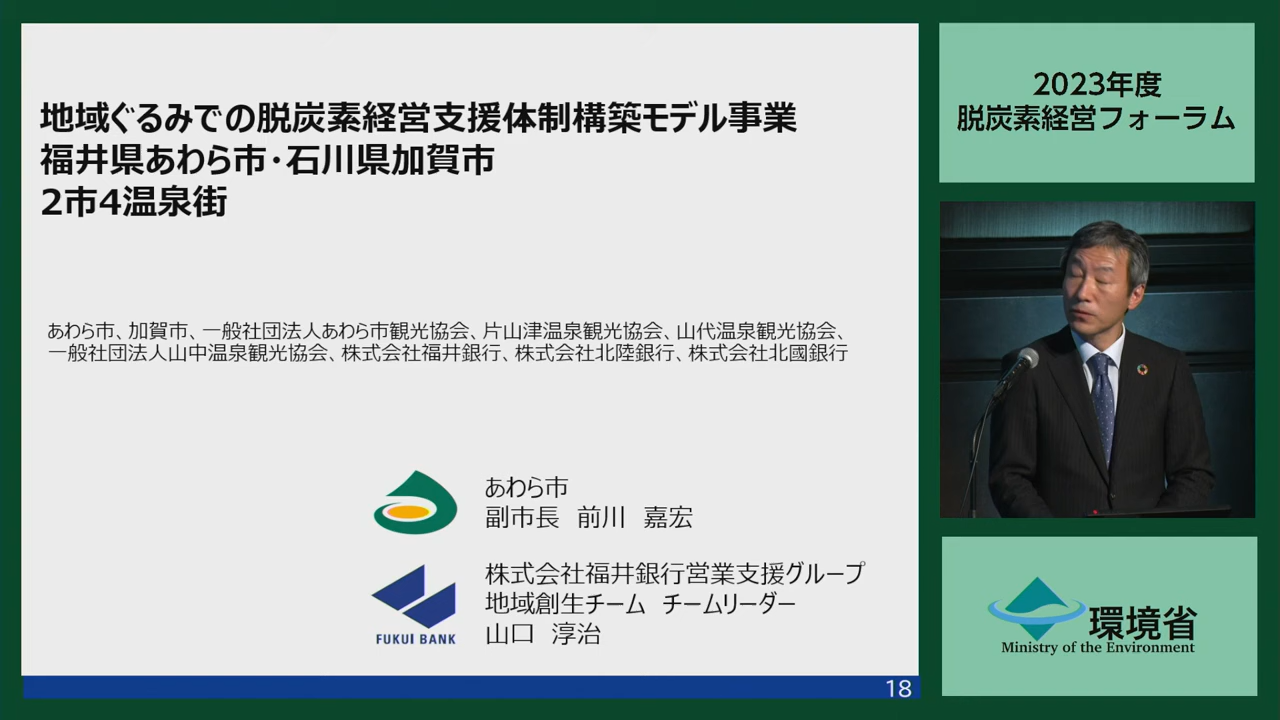 地域ぐるみでの脱炭素経営支援体制構築モデル事業
福井県あわら市・石川県加賀市
2市4温泉街
あわら市、加賀市、一般社団法人あわら市観光協会、片山津温泉観光協会、山代温泉観光協会、
一般社団法人山中温泉観光協会、株式会社福井銀行、株式会社北陸銀行、株式会社北國銀行
あわら市
副市長 前川 嘉宏
FUKUI BANK
株式会社福井銀行営業支援グループ
地域創生チーム チームリーダー
山口 淳治
18
2023年度
脱炭素経営フォーラム
環境省
Ministry of the Environment